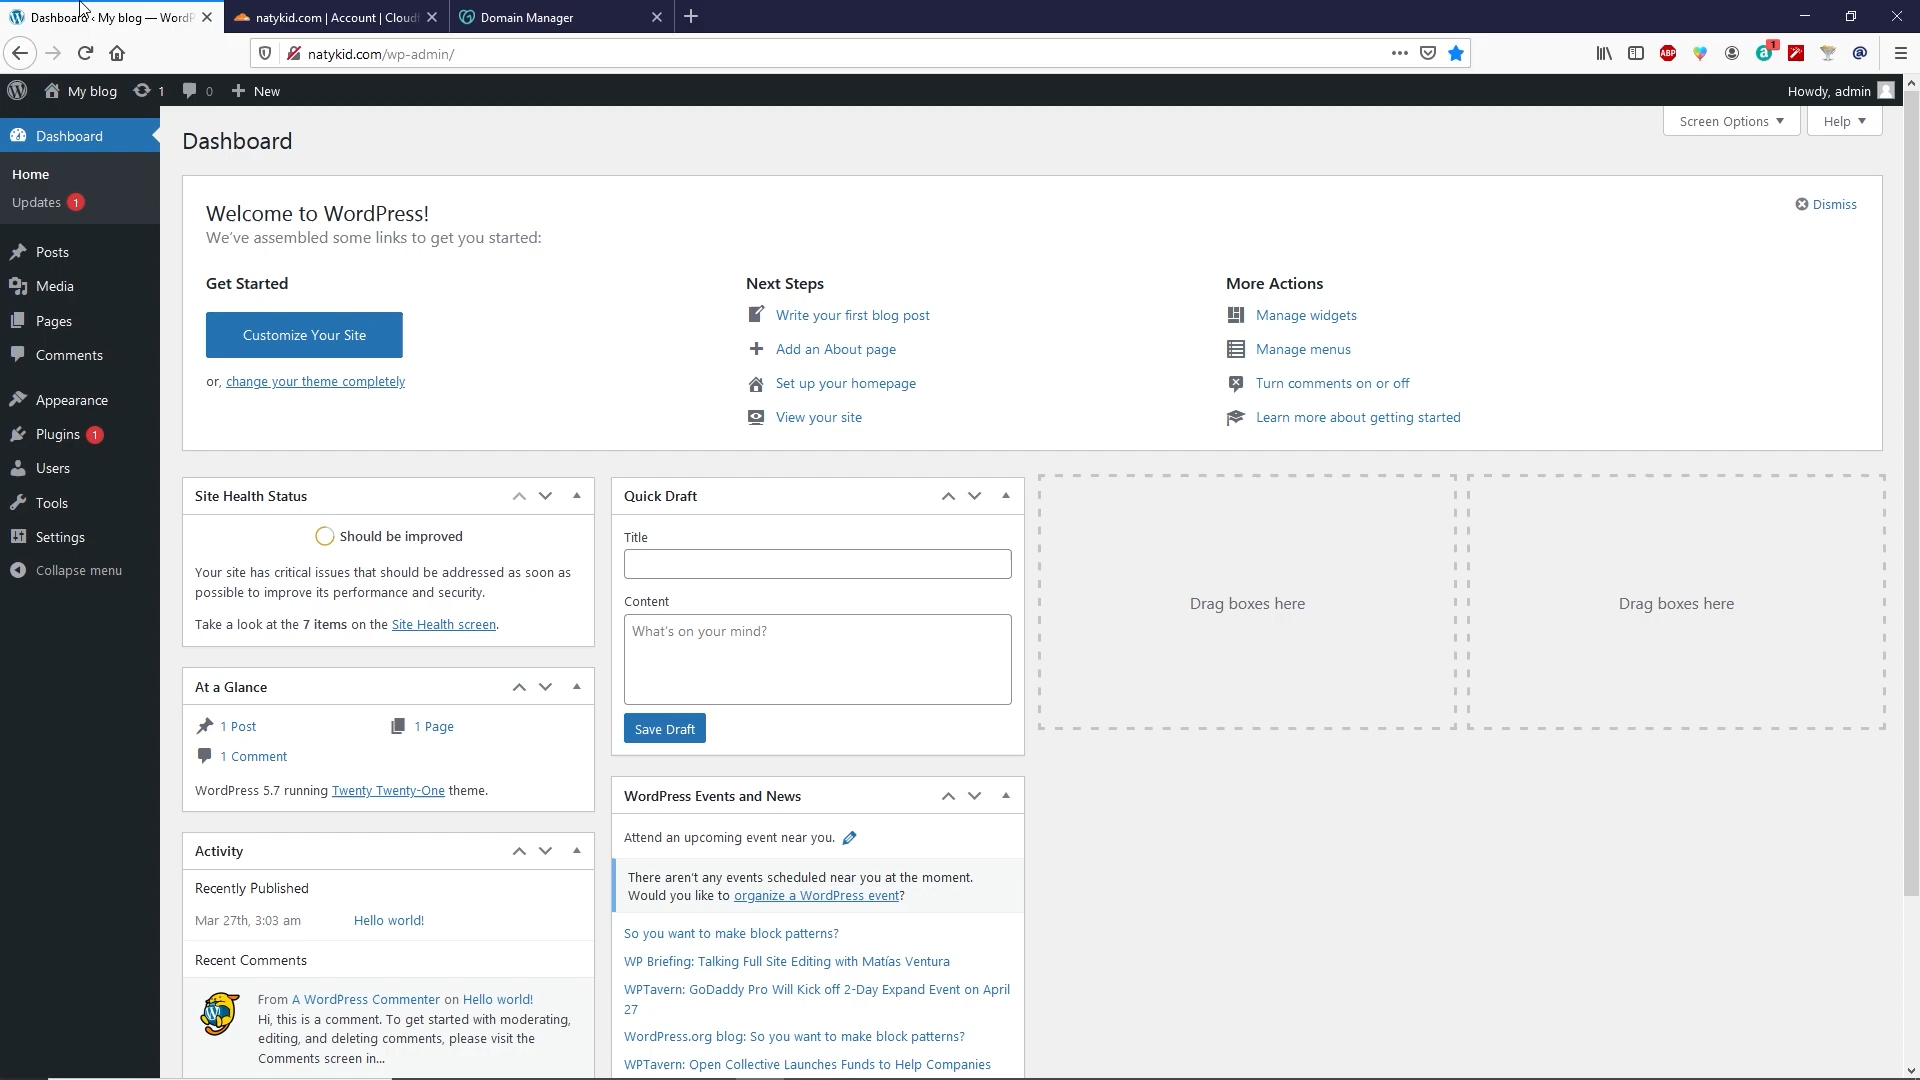 Dashboard ‹ My blog — WordP
natykid.com | Account | Cloudf
Domain Manager
natykid.com/wp-admin/
ABP
1
My blog
1
0
New
Howdy, admin
Dashboard
Home
Updates 1
Posts
Media
Pages
Comments
Appearance
Plugins 1
Users
Tools
Settings
Collapse menu
Dashboard
Screen Options
Help
Welcome to WordPress!
We've assembled some links to get you started:
Dismiss
Get Started
Customize Your Site
or, change your theme completely
Next Steps
Write your first blog post
Add an About page
Set up your homepage
View your site
More Actions
Manage widgets
Manage menus
Turn comments on or off
Learn more about getting started
Site Health Status
Should be improved
Your site has critical issues that should be addressed as soon as
possible to improve its performance and security.
Take a look at the 7 items on the Site Health screen.
At a Glance
1 Post
1 Page
1 Comment
WordPress 5.7 running Twenty Twenty-One theme.
Activity
Recently Published
Mar 27th, 3:03 am Hello world!
Recent Comments
From A WordPress Commenter on Hello world!
Hi, this is a comment. To get started with moderating,
editing, and deleting comments, please visit the
Comments screen in...
Quick Draft
Title
Content
What's on your mind?
Save Draft
WordPress Events and News
Attend an upcoming event near you.
There aren't any events scheduled near you at the moment.
Would you like to organize a WordPress event?
So you want to make block patterns?
WP Briefing: Talking Full Site Editing with Matías Ventura
WPTavern: GoDaddy Pro Will Kick off 2-Day Expand Event on April
27
WordPress.org blog: So you want to make block patterns?
WPTavern: Open Collective Launches Funds to Help Companies
Drag boxes here
Drag boxes here